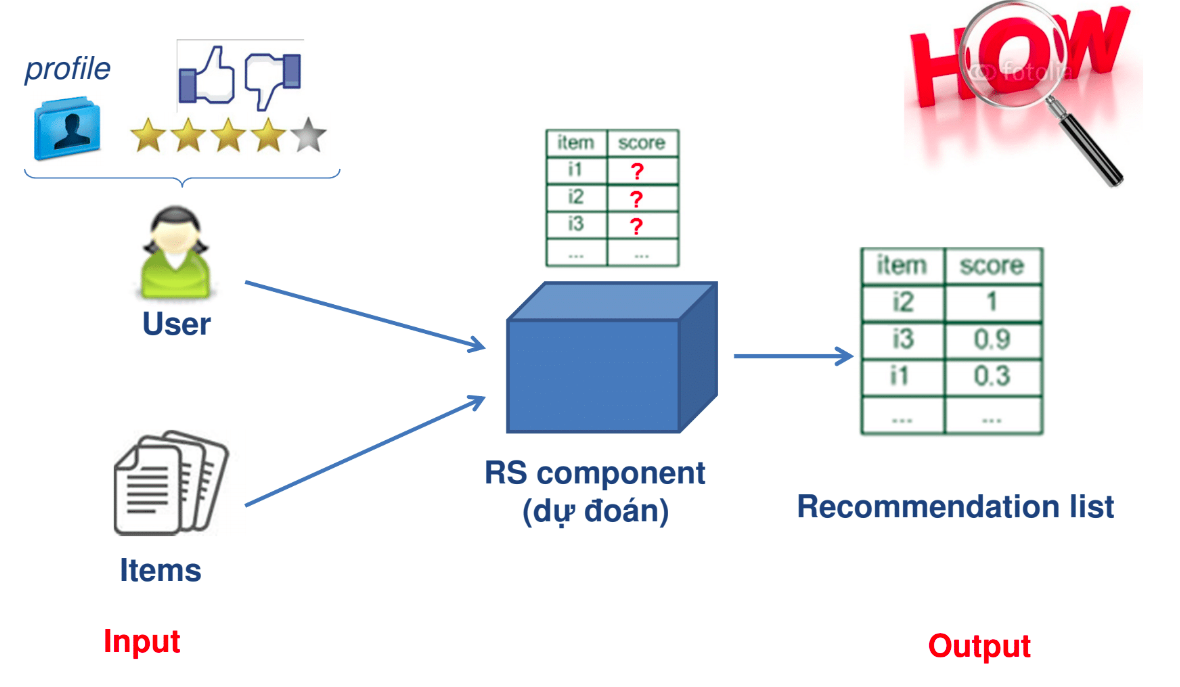 HOW
fotolia
profile
item score
i1 ?
i2 ?
i3 ?
... ...
User
item score
i2 1
i3 0.9
i1 0.3
... ...
RS component
(dự đoán)
Recommendation list
Items
Input
Output